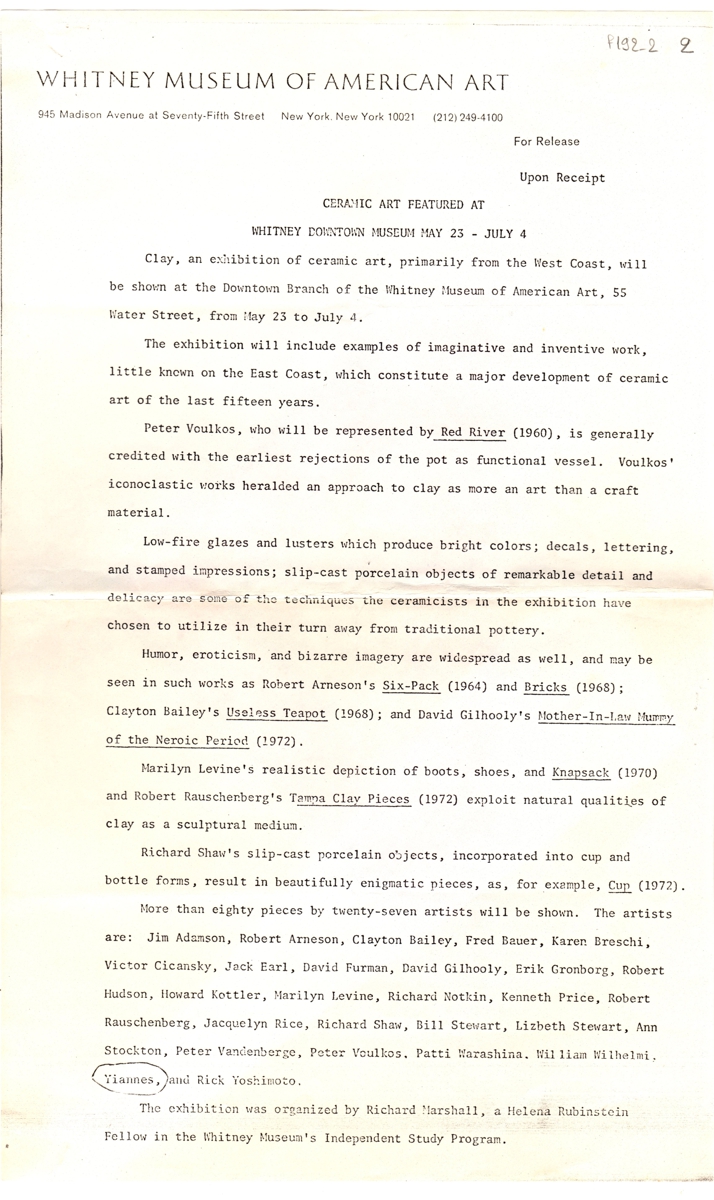 P192-2 2
WHITNEY MUSEUM OF AMERICAN ART
945 Madison Avenue at Seventy-Fifth Street New York, New York 10021 (212) 249-4100
For Release
Upon Receipt
CERAMIC ART FEATURED AT
WHITNEY DOWNTOWN MUSEUM MAY 23 - JULY 4
Clay, an exhibition of ceramic art, primarily from the West Coast, will
be shown at the Downtown Branch of the Whitney Museum of American Art, 55
Water Street, from May 23 to July 4.
The exhibition will include examples of imaginative and inventive work,
little known on the East Coast, which constitute a major development of ceramic
art of the last fifteen years.
Peter Voulkos, who will be represented by Red River (1960), is generally
credited with the earliest rejections of the pot as functional vessel. Voulkos'
iconoclastic works heralded an approach to clay as more an art than a craft
material.
Low-fire glazes and lusters which produce bright colors; decals, lettering,
and stamped impressions; slip-cast porcelain objects of remarkable detail and
delicacy are some of the techniques the ceramicists in the exhibition have
chosen to utilize in their turn away from traditional pottery.
Humor, eroticism, and bizarre imagery are widespread as well, and may be
seen in such works as Robert Arneson's Six-Pack (1964) and Bricks (1968);
Clayton Bailey's Useless Teapot (1968); and David Gilhooly's Mother-In-Law Mummy
of the Neroic Period (1972).
Marilyn Levine's realistic depiction of boots, shoes, and Knapsack (1970)
and Robert Rauschenberg's Tampa Clay Pieces (1972) exploit natural qualities of
clay as a sculptural medium.
Richard Shaw's slip-cast porcelain objects, incorporated into cup and
bottle forms, result in beautifully enigmatic pieces, as, for example, Cup (1972).
More than eighty pieces by twenty-seven artists will be shown. The artists
are: Jim Adamson, Robert Arneson, Clayton Bailey, Fred Bauer, Karen Breschi,
Victor Cicansky, Jack Earl, David Furman, David Gilhooly, Erik Gronborg, Robert
Hudson, Howard Kottler, Marilyn Levine, Richard Notkin, Kenneth Price, Robert
Rauschenberg, Jacquelyn Rice, Richard Shaw, Bill Stewart, Lizbeth Stewart, Ann
Stockton, Peter Vandenberge, Peter Voulkos, Patti Warashina, William Wilhelmi,
Yiannes, and Rick Yoshimoto.
The exhibition was organized by Richard Marshall, a Helena Rubinstein
Fellow in the Whitney Museum's Independent Study Program.